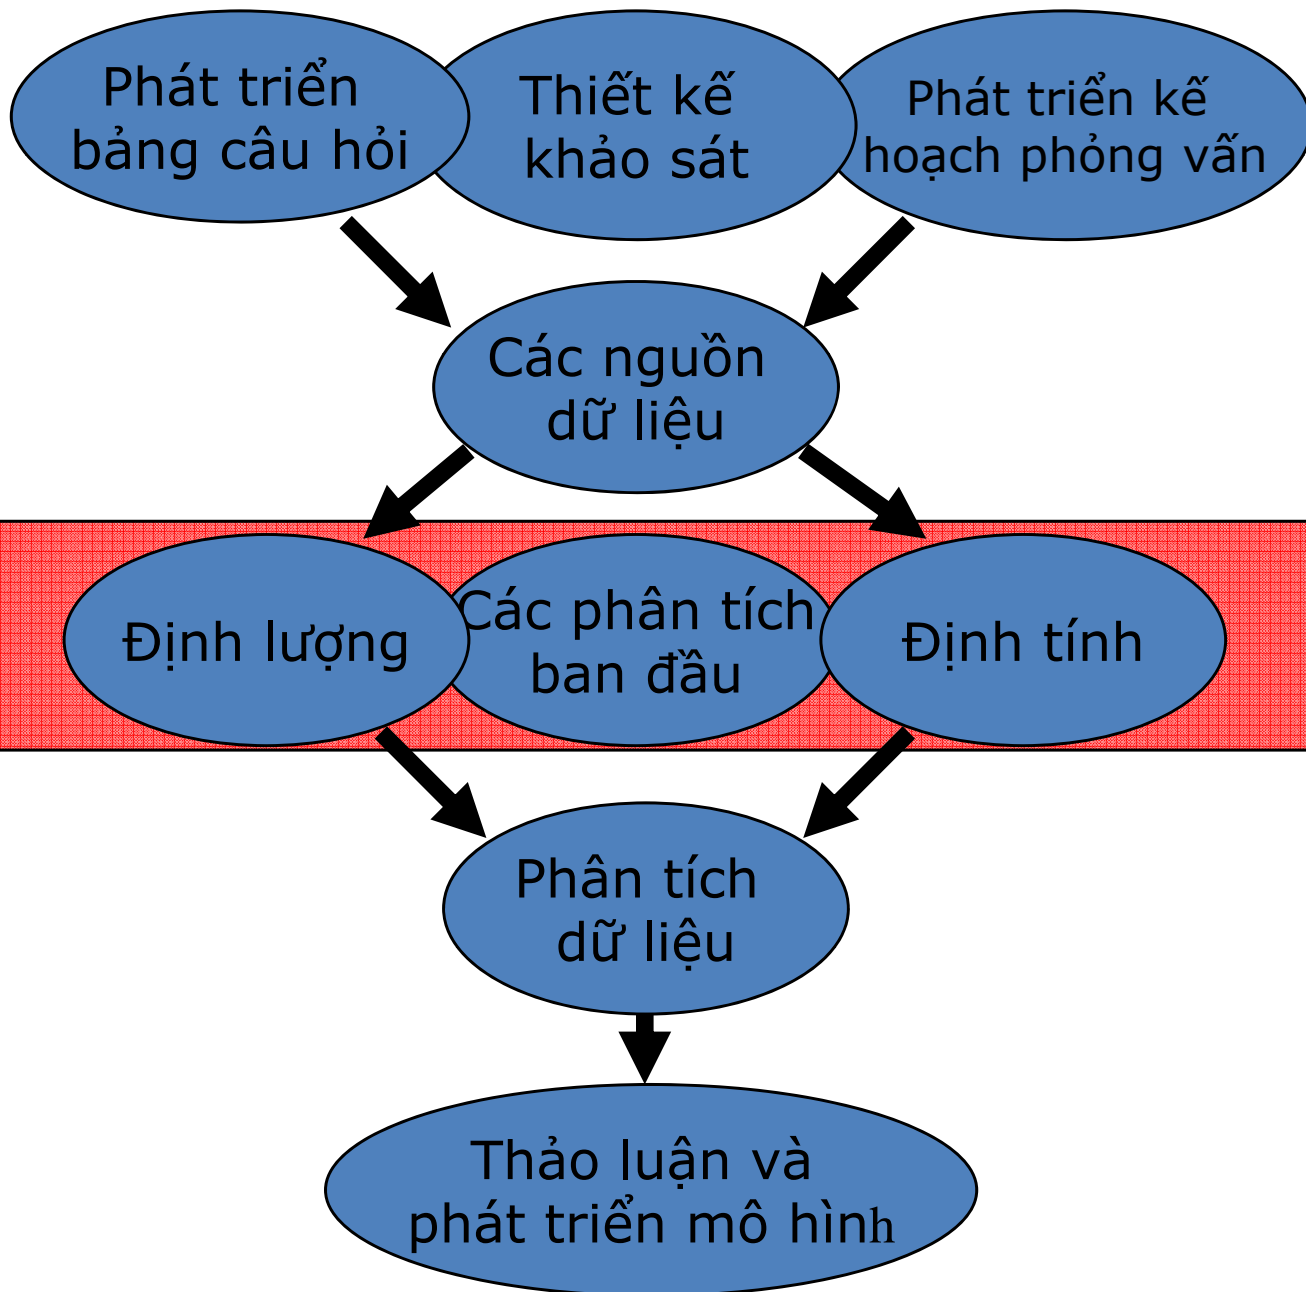 Phát triển
bảng câu hỏi
Thiết kế
khảo sát
Phát triển kế
hoạch phỏng vấn
Các nguồn
dữ liệu
Định lượng
Các phân tích
ban đầu
Định tính
Phân tích
dữ liệu
Thảo luận và
phát triển mô hình